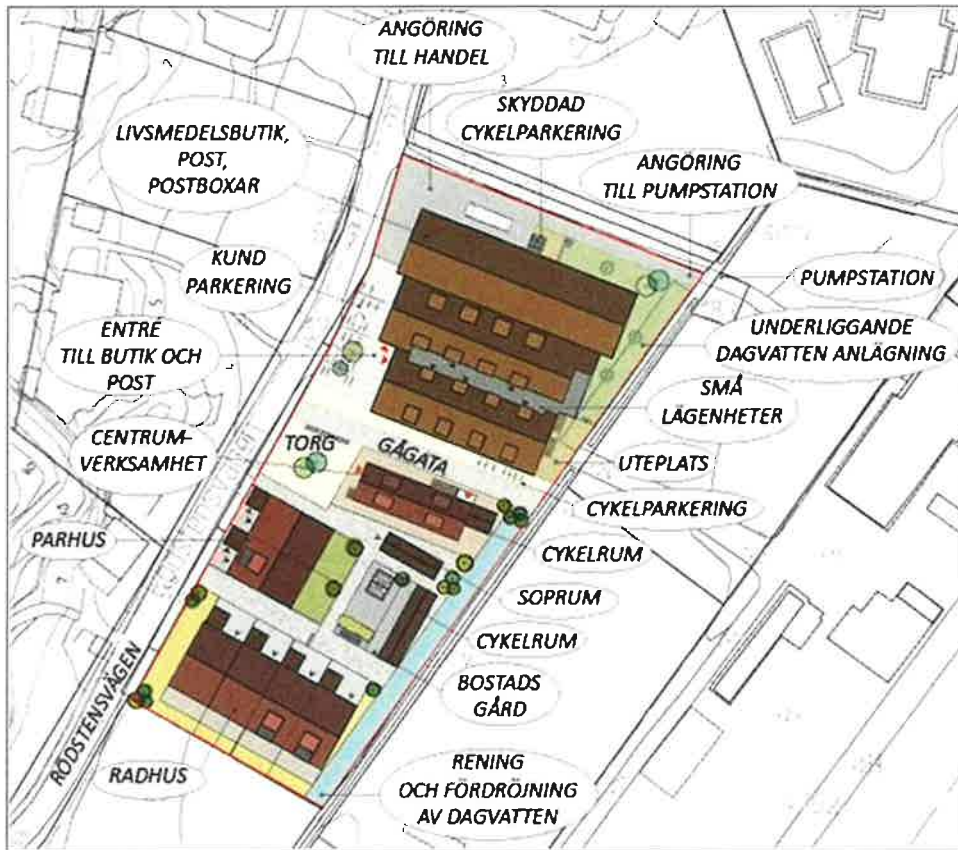 ANGÖRING
TILL HANDEL
SKYDDAD
CYKELPARKERING
LIVSMEDELSBUTIK,
POST,
POSTBOXAR
ANGÖRING
TILL PUMPSTATION
KUND
PARKERING
PUMPSTATION
ENTRÉ
TILL BUTIK OCH
POST
UNDERLIGGANDE
DAGVATTEN ANLÄGNING
SMÅ
LÄGENHETER
CENTRUM-
VERKSAMHET
TORG
GÅGATA
UTEPLATS
CYKELPARKERING
PARHUS
CYKELRUM
SOPRUM
CYKELRUM
BOSTADS
GÅRD
RÖDSTENSVÄGEN
RADHUS
RENING
OCH FÖRDRÖJNING
AV DAGVATTEN